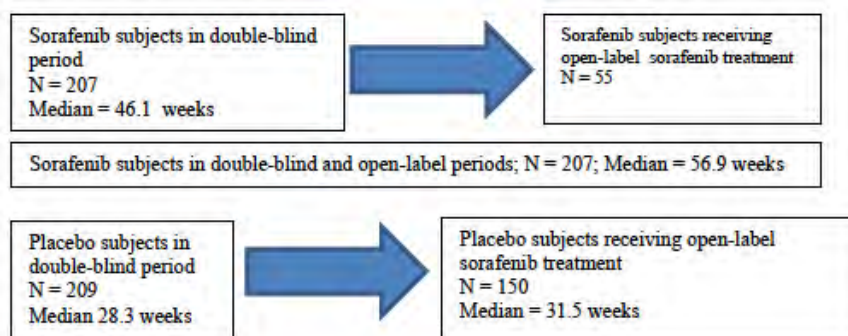 Sorafenib subjects in double-blind
period
N = 207
Median = 46.1 weeks
Sorafenib subjects receiving
open-label sorafenib treatment
N = 55
Sorafenib subjects in double-blind and open-label periods; N = 207; Median = 56.9 weeks
Placebo subjects in
double-blind period
N = 209
Median 28.3 weeks
Placebo subjects receiving open-label
sorafenib treatment
N = 150
Median = 31.5 weeks